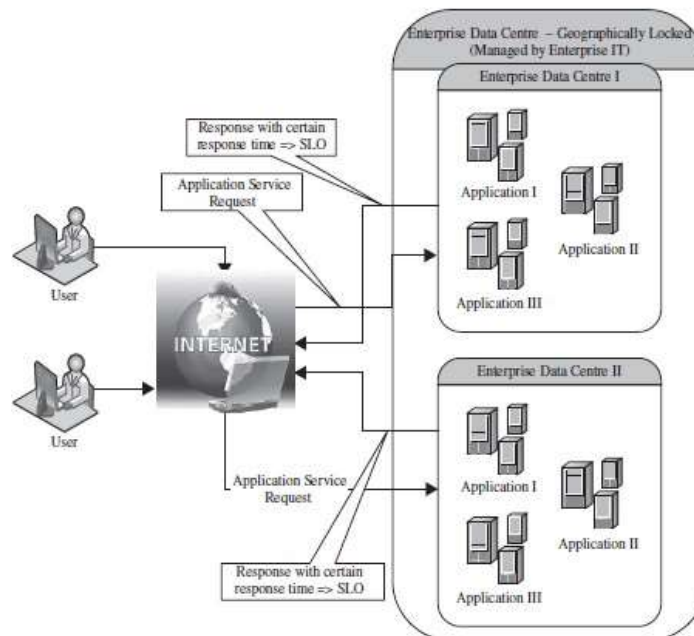 Enterprise Data Centre – Geographically Locked
(Managed by Enterprise IT)
Enterprise Data Centre I
Response with certain
response time => SLO
Application Service
Request
Application I
Application II
Application III
User
INTERNET
User
Enterprise Data Centre II
Application Service
Request
Application I
Application II
Application III
Response with certain
response time => SLO